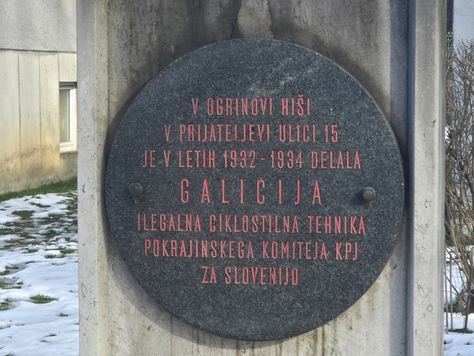 V OGRINOVI HIŠI
V PRIJATELJEVI ULICI 15
JE V LETIH 1932 - 1934 DELALA
GALICIJA
ILEGALNA CIKLOSTILNA TEHNIKA
POKRAJINSKEGA KOMITEJA KPJ
ZA SLOVENIJO